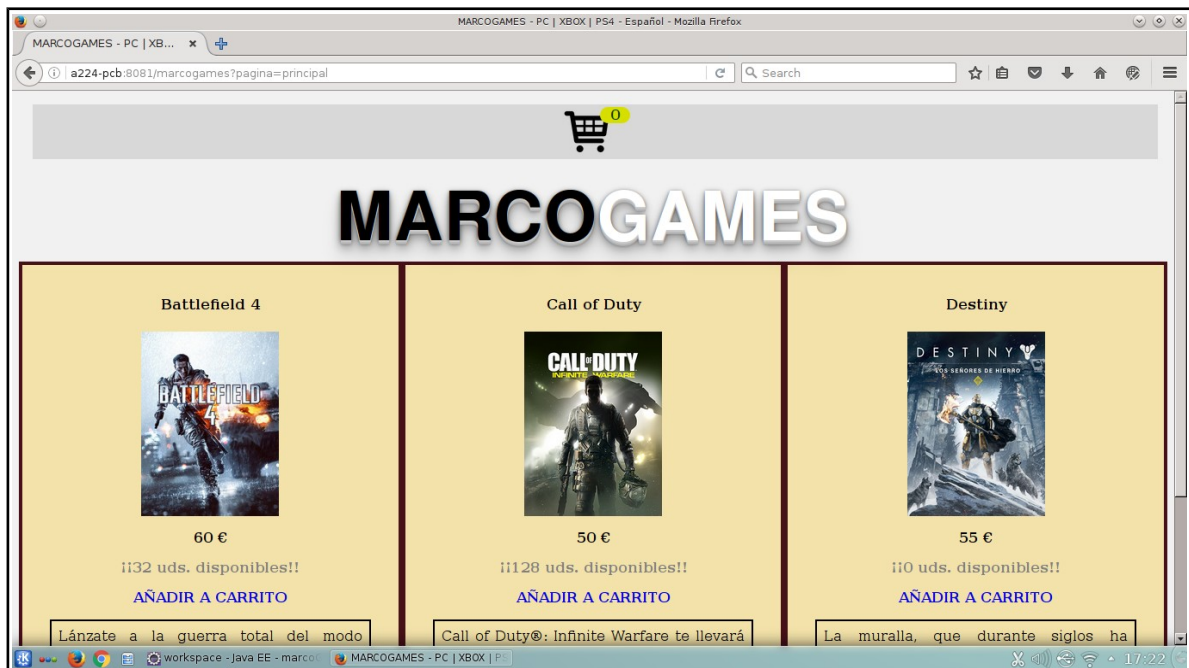 MARCOGAMES - PC | XBOX | PS4 - Español - Mozilla Firefox
MARCOGAMES - PC | XB...
a224-pcb:8081/marcogames?pagina=principal
Search
0
MARCOGAMES
Battlefield 4
Call of Duty
Destiny
BATTLEFIELD
4
CALL OF DUTY
INFINITE WARFARE
DESTINY
LOS SEÑORES DE HIERRO
60 €
50 €
55 €
¡¡32 uds. disponibles!!
¡¡128 uds. disponibles!!
¡¡0 uds. disponibles!!
AÑADIR A CARRITO
AÑADIR A CARRITO
AÑADIR A CARRITO
Lánzate a la guerra total del modo
Call of Duty®: Infinite Warfare te llevará
La muralla, que durante siglos ha
workspace - Java EE - marco
MARCOGAMES - PC | XBOX | PS
17:22